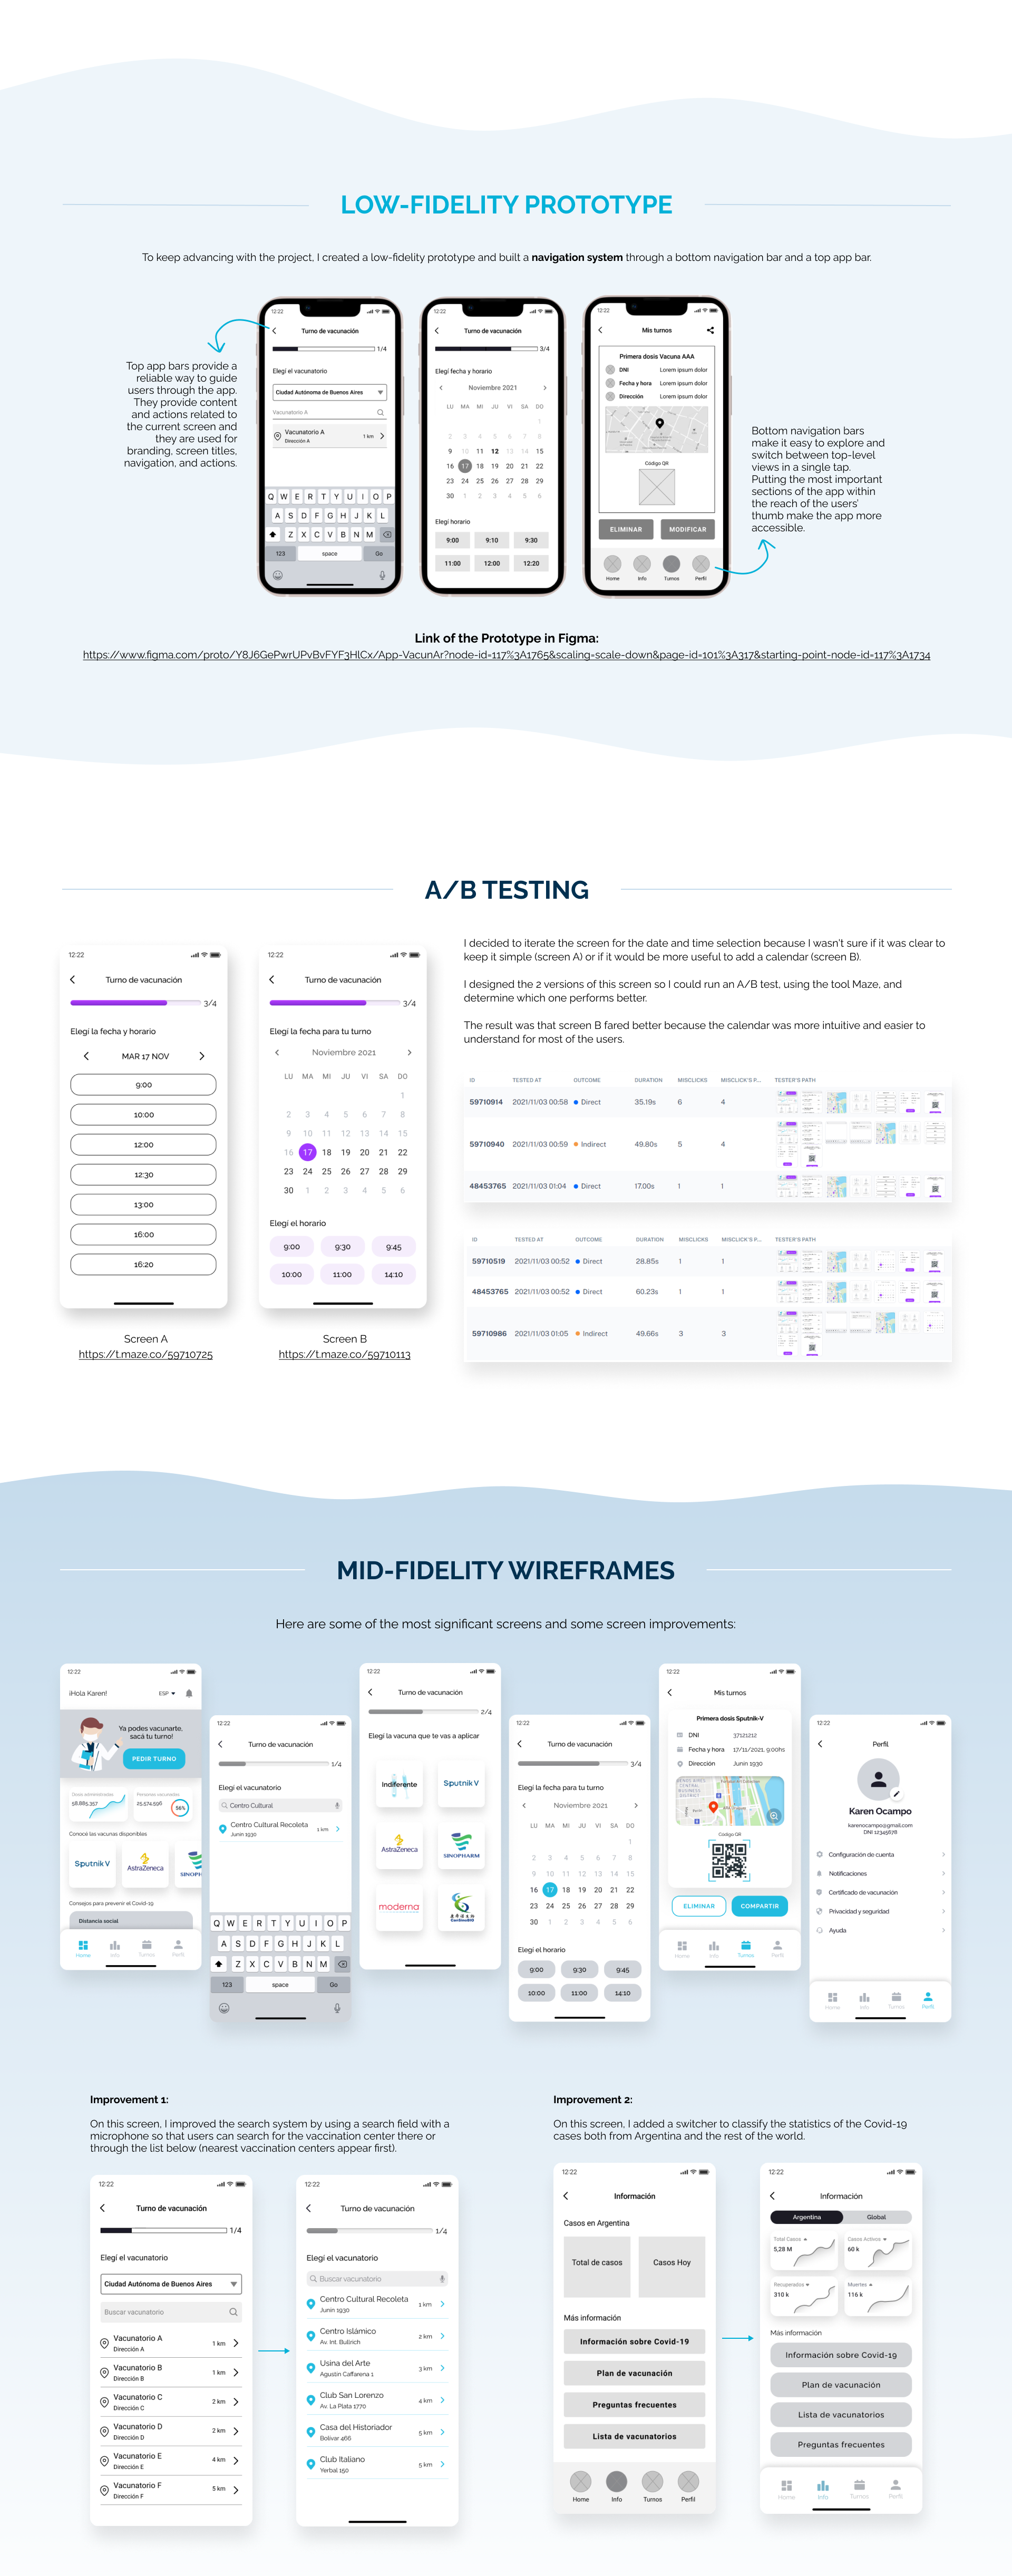 LOW-FIDELITY PROTOTYPE
To keep advancing with the project, I created a low-fidelity prototype and built a navigation system through a bottom navigation bar and a top app bar.
Top app bars provide a
reliable way to guide
users through the app.
They provide content
and actions related to
the current screen and
they are used for
branding, screen titles,
navigation, and actions.
12:22
Turno de vacunación
1/4
Elegí el vacunatorio
Ciudad Autónoma de Buenos Aires
Vacunatorio A
Vacunatorio A
Dirección A
1 km
Q W E R T Y U I O P
A S D F G H J K L
Z X C V B N M
123 space Go
12:22
Turno de vacunación
3/4
Elegí fecha y horario
Noviembre 2021
LU MA MI JU VI SA DO
1
2 3 4 5 6 7 8
9 10 11 12 13 14 15
16 17 18 19 20 21 22
23 24 25 26 27 28 29
30 1 2 3 4 5 6
Elegí horario
9:00 9:10 9:30
11:00 12:00 12:20
12:22
Mis turnos
Primera dosis Vacuna AAA
DNI Lorem ipsum dolor
Fecha y hora Lorem ipsum dolor
Dirección Lorem ipsum dolor
Código QR
ELIMINAR MODIFICAR
Home Info Turnos Perfil
Bottom navigation bars
make it easy to explore and
switch between top-level
views in a single tap.
Putting the most important
sections of the app within
the reach of the users'
thumb make the app more
accessible.
Link of the Prototype in Figma:
https://www.figma.com/proto/Y8J6GePwrUPvBvFYF3HlCx/App-VacunAr?node-id=117%3A1765&scaling=scale-down&page-id=101%3A317&starting-point-node-id=117%3A1734
A/B TESTING
12:22
Turno de vacunación
3/4
Elegí la fecha y horario
MAR 17 NOV
9:00
10:00
12:00
12:30
13:00
16:00
16:20
Screen A
https://t.maze.co/59710725
12:22
Turno de vacunación
3/4
Elegí la fecha para tu turno
Noviembre 2021
LU MA MI JU VI SA DO
1
2 3 4 5 6 7 8
9 10 11 12 13 14 15
16 17 18 19 20 21 22
23 24 25 26 27 28 29
30 1 2 3 4 5 6
Elegí el horario
9:00 9:30 9:45
10:00 11:00 14:10
Screen B
https://t.maze.co/59710113
I decided to iterate the screen for the date and time selection because I wasn't sure if it was clear to
keep it simple (screen A) or if it would be more useful to add a calendar (screen B).
I designed the 2 versions of this screen so I could run an A/B test, using the tool Maze, and
determine which one performs better.
The result was that screen B fared better because the calendar was more intuitive and easier to
understand for most of the users.
ID TESTED AT OUTCOME DURATION MISCLICKS MISCLICK'S P... TESTER'S PATH
59710914 2021/11/03 00:58 Direct 35.19s 6 4
59710940 2021/11/03 00:59 Indirect 49.80s 5 4
48453765 2021/11/03 01:04 Direct 17.00s 1 1
ID TESTED AT OUTCOME DURATION MISCLICKS MISCLICK'S P... TESTER'S PATH
59710519 2021/11/03 00:52 Direct 28.85s 1 1
48453765 2021/11/03 00:52 Direct 60.23s 1 1
59710986 2021/11/03 01:05 Indirect 49.66s 3 3
MID-FIDELITY WIREFRAMES
Here are some of the most significant screens and some screen improvements:
12:22
¡Hola Karen! ESP
Ya podes vacunarte,
sacá tu turno!
PEDIR TURNO
Dosis administradas
58.885.357
Personas vacunadas
25.574.596
56%
Conocé las vacunas disponibles
Sputnik V
AstraZeneca
SINOPH
Consejos para prevenir el Covid-19
Distancia social
Home Info Turnos Perfil
12:22
Turno de vacunación
1/4
Elegí el vacunatorio
Centro Cultural
Centro Cultural Recoleta
Junín 1930
1 km
Q W E R T Y U I O P
A S D F G H J K L
Z X C V B N M
123 space Go
12:22
Turno de vacunación
2/4
Elegí la vacuna que te vas a aplicar
Indiferente
Sputnik V
AstraZeneca
SINOPHARM
moderna
CanSinoBIO
12:22
Turno de vacunación
3/4
Elegí la fecha para tu turno
Noviembre 2021
LU MA MI JU VI SA DO
1
2 3 4 5 6 7 8
9 10 11 12 13 14 15
16 17 18 19 20 21 22
23 24 25 26 27 28 29
30 1 2 3 4 5 6
Elegí el horario
9:00 9:30 9:45
10:00 11:00 14:10
12:22
Mis turnos
Primera dosis Sputnik-V
DNI 37121212
Fecha y hora 17/11/2021, 9:00hs
Dirección Junín 1930
Código QR
ELIMINAR COMPARTIR
Home Info Turnos Perfil
12:22
Perfil
Karen Ocampo
karenocampo@gmail.com
DNI 12345678
Configuración de cuenta
Notificaciones
Certificado de vacunación
Privacidad y seguridad
Ayuda
Home Info Turnos Perfil
Improvement 1:
On this screen, I improved the search system by using a search field with a
microphone so that users can search for the vaccination center there or
through the list below (nearest vaccination centers appear first).
12:22
Turno de vacunación
1/4
Elegí el vacunatorio
Ciudad Autónoma de Buenos Aires
Buscar vacunatorio
Vacunatorio A
Dirección A
1 km
Vacunatorio B
Dirección B
1 km
Vacunatorio C
Dirección C
2 km
Vacunatorio D
Dirección D
2 km
Vacunatorio E
Dirección E
4 km
Vacunatorio F
Dirección F
5 km
12:22
Turno de vacunación
1/4
Elegí el vacunatorio
Buscar vacunatorio
Centro Cultural Recoleta
Junín 1930
1 km
Centro Islámico
Av. Int. Bullrich
2 km
Usina del Arte
Agustín Caffarena 1
3 km
Club San Lorenzo
Av. La Plata 1770
4 km
Casa del Historiador
Bolívar 466
5 km
Club Italiano
Yerbal 150
5 km
Improvement 2:
On this screen, I added a switcher to classify the statistics of the Covid-19
cases both from Argentina and the rest of the world.
12:22
Información
Casos en Argentina
Total de casos Casos Hoy
Más información
Información sobre Covid-19
Plan de vacunación
Preguntas frecuentes
Lista de vacunatorios
Home Info Turnos Perfil
12:22
Información
Argentina Global
Total Casos
5,28 M
Casos Activos
60 k
Recuperados
310 k
Muertes
116 k
Más información
Información sobre Covid-19
Plan de vacunación
Lista de vacunatorios
Preguntas frecuentes
Home Info Turnos Perfil